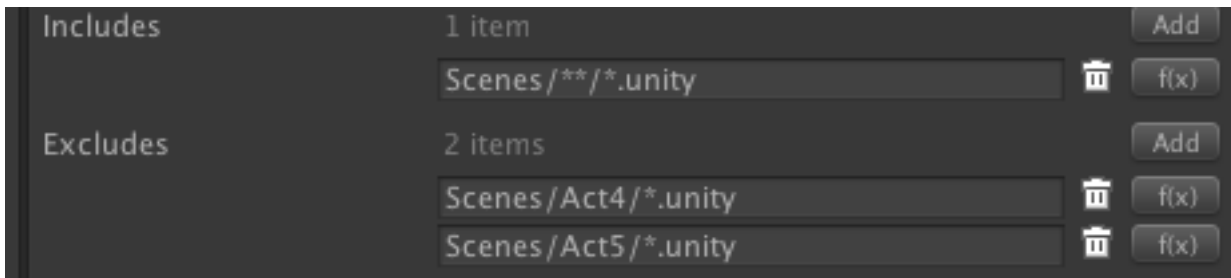 Includes 1 item Add
Scenes/**/*.unity f(x)
Excludes 2 items Add
Scenes/Act4/*.unity f(x)
Scenes/Act5/*.unity f(x)